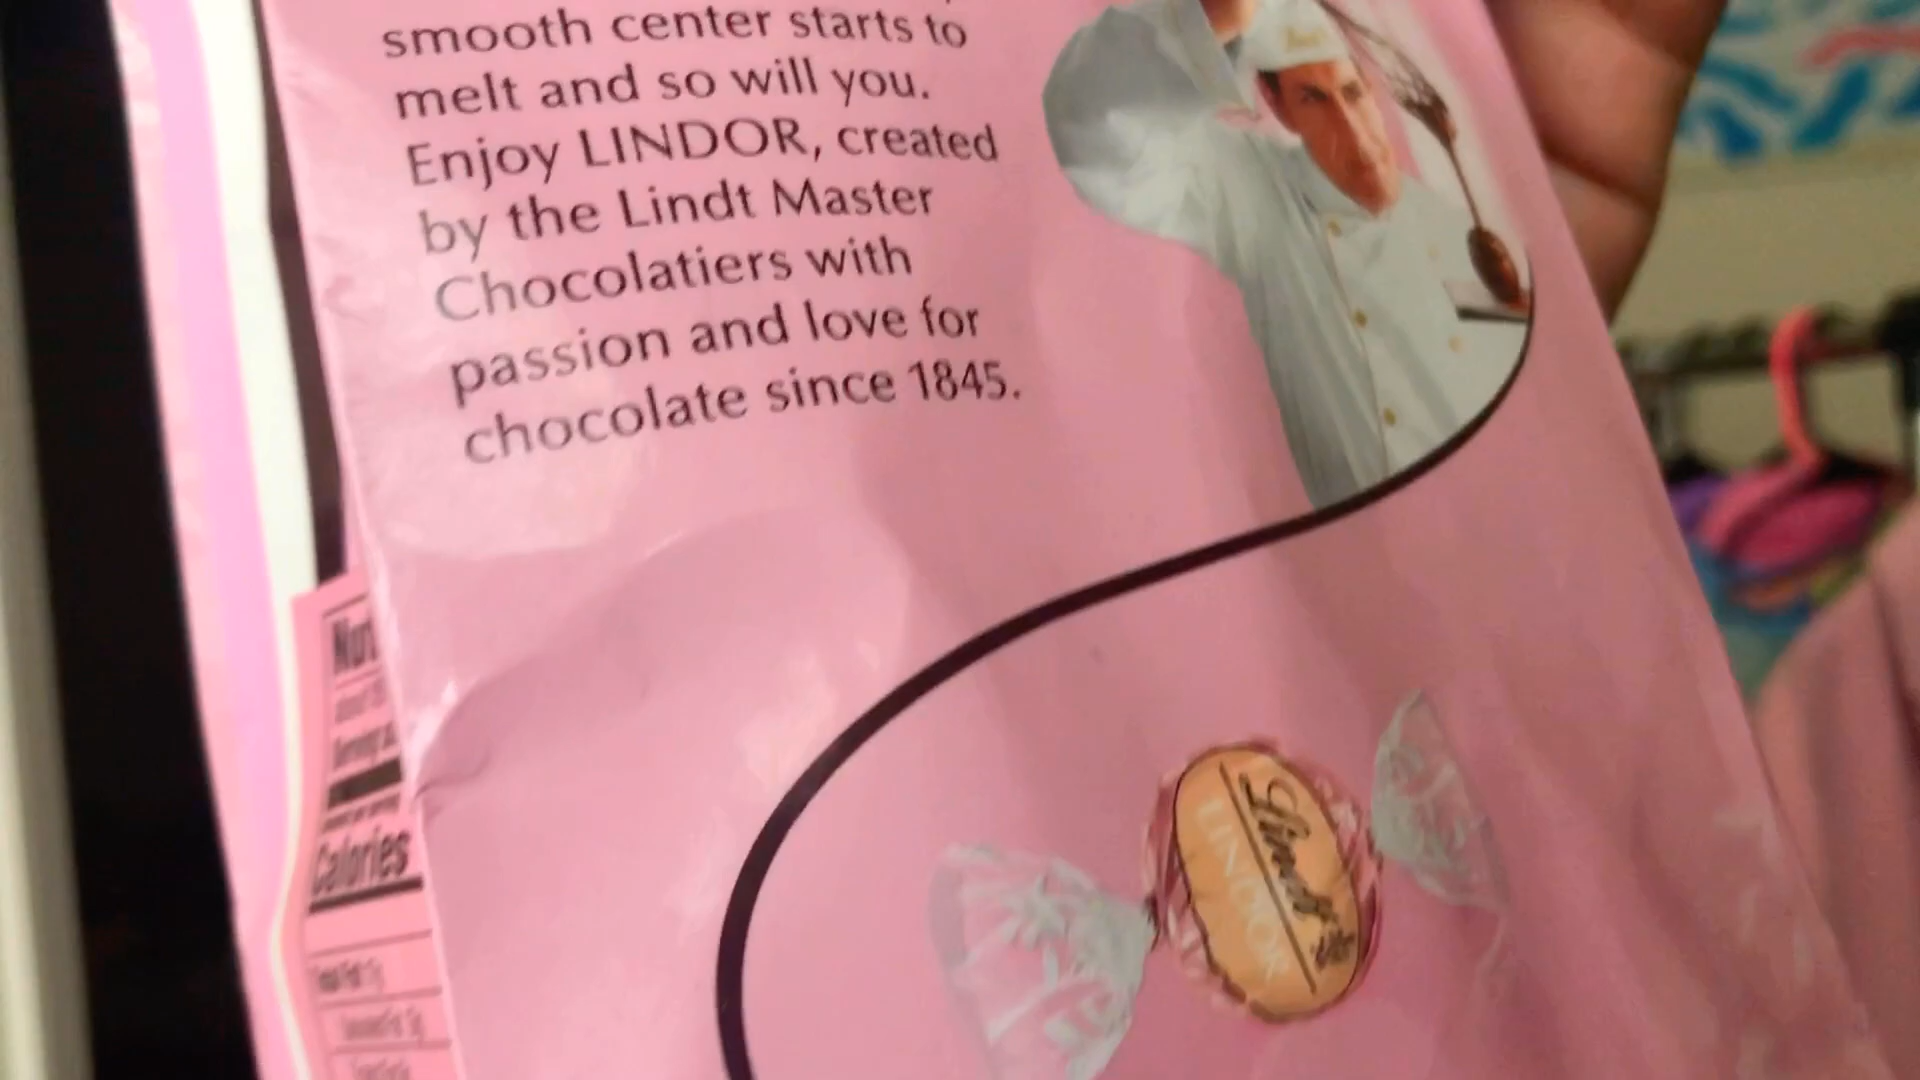 smooth center starts to
melt and so will you.
Enjoy LINDOR, created
by the Lindt Master
Chocolatiers with
passion and love for
chocolate since 1845.
Calories
Lindt
LINDOR